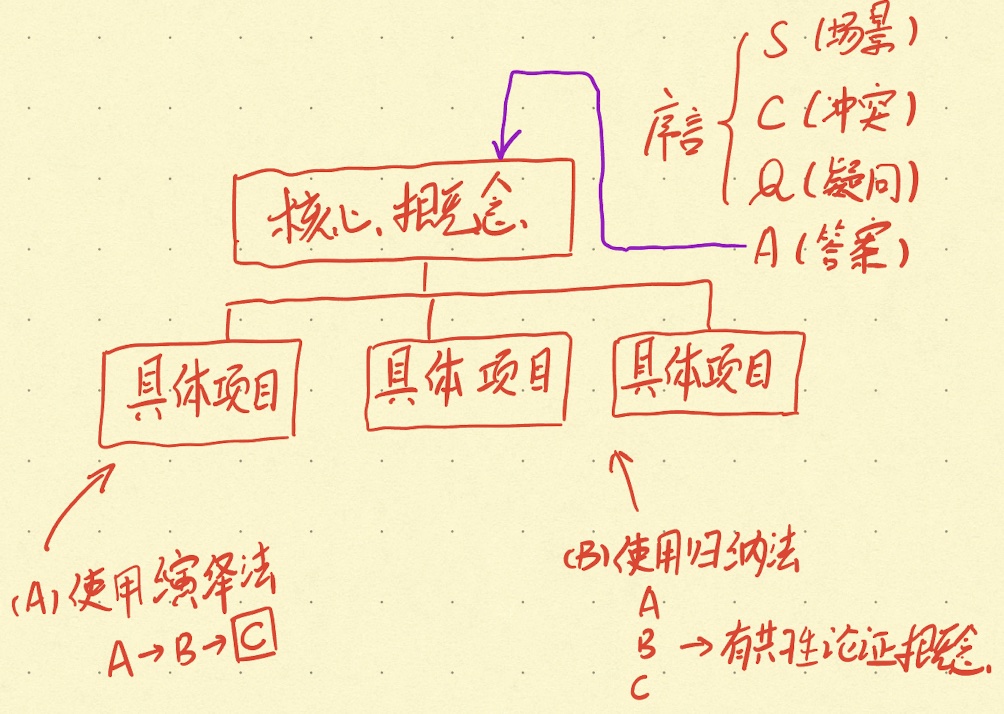 序言
S (场景)
C (冲突)
Q (疑问)
A (答案)
核心概念
具体项目
具体项目
具体项目
(A) 使用演绎法
A→B→C
(B) 使用归纳法
A
B → 有共性论证概念
C